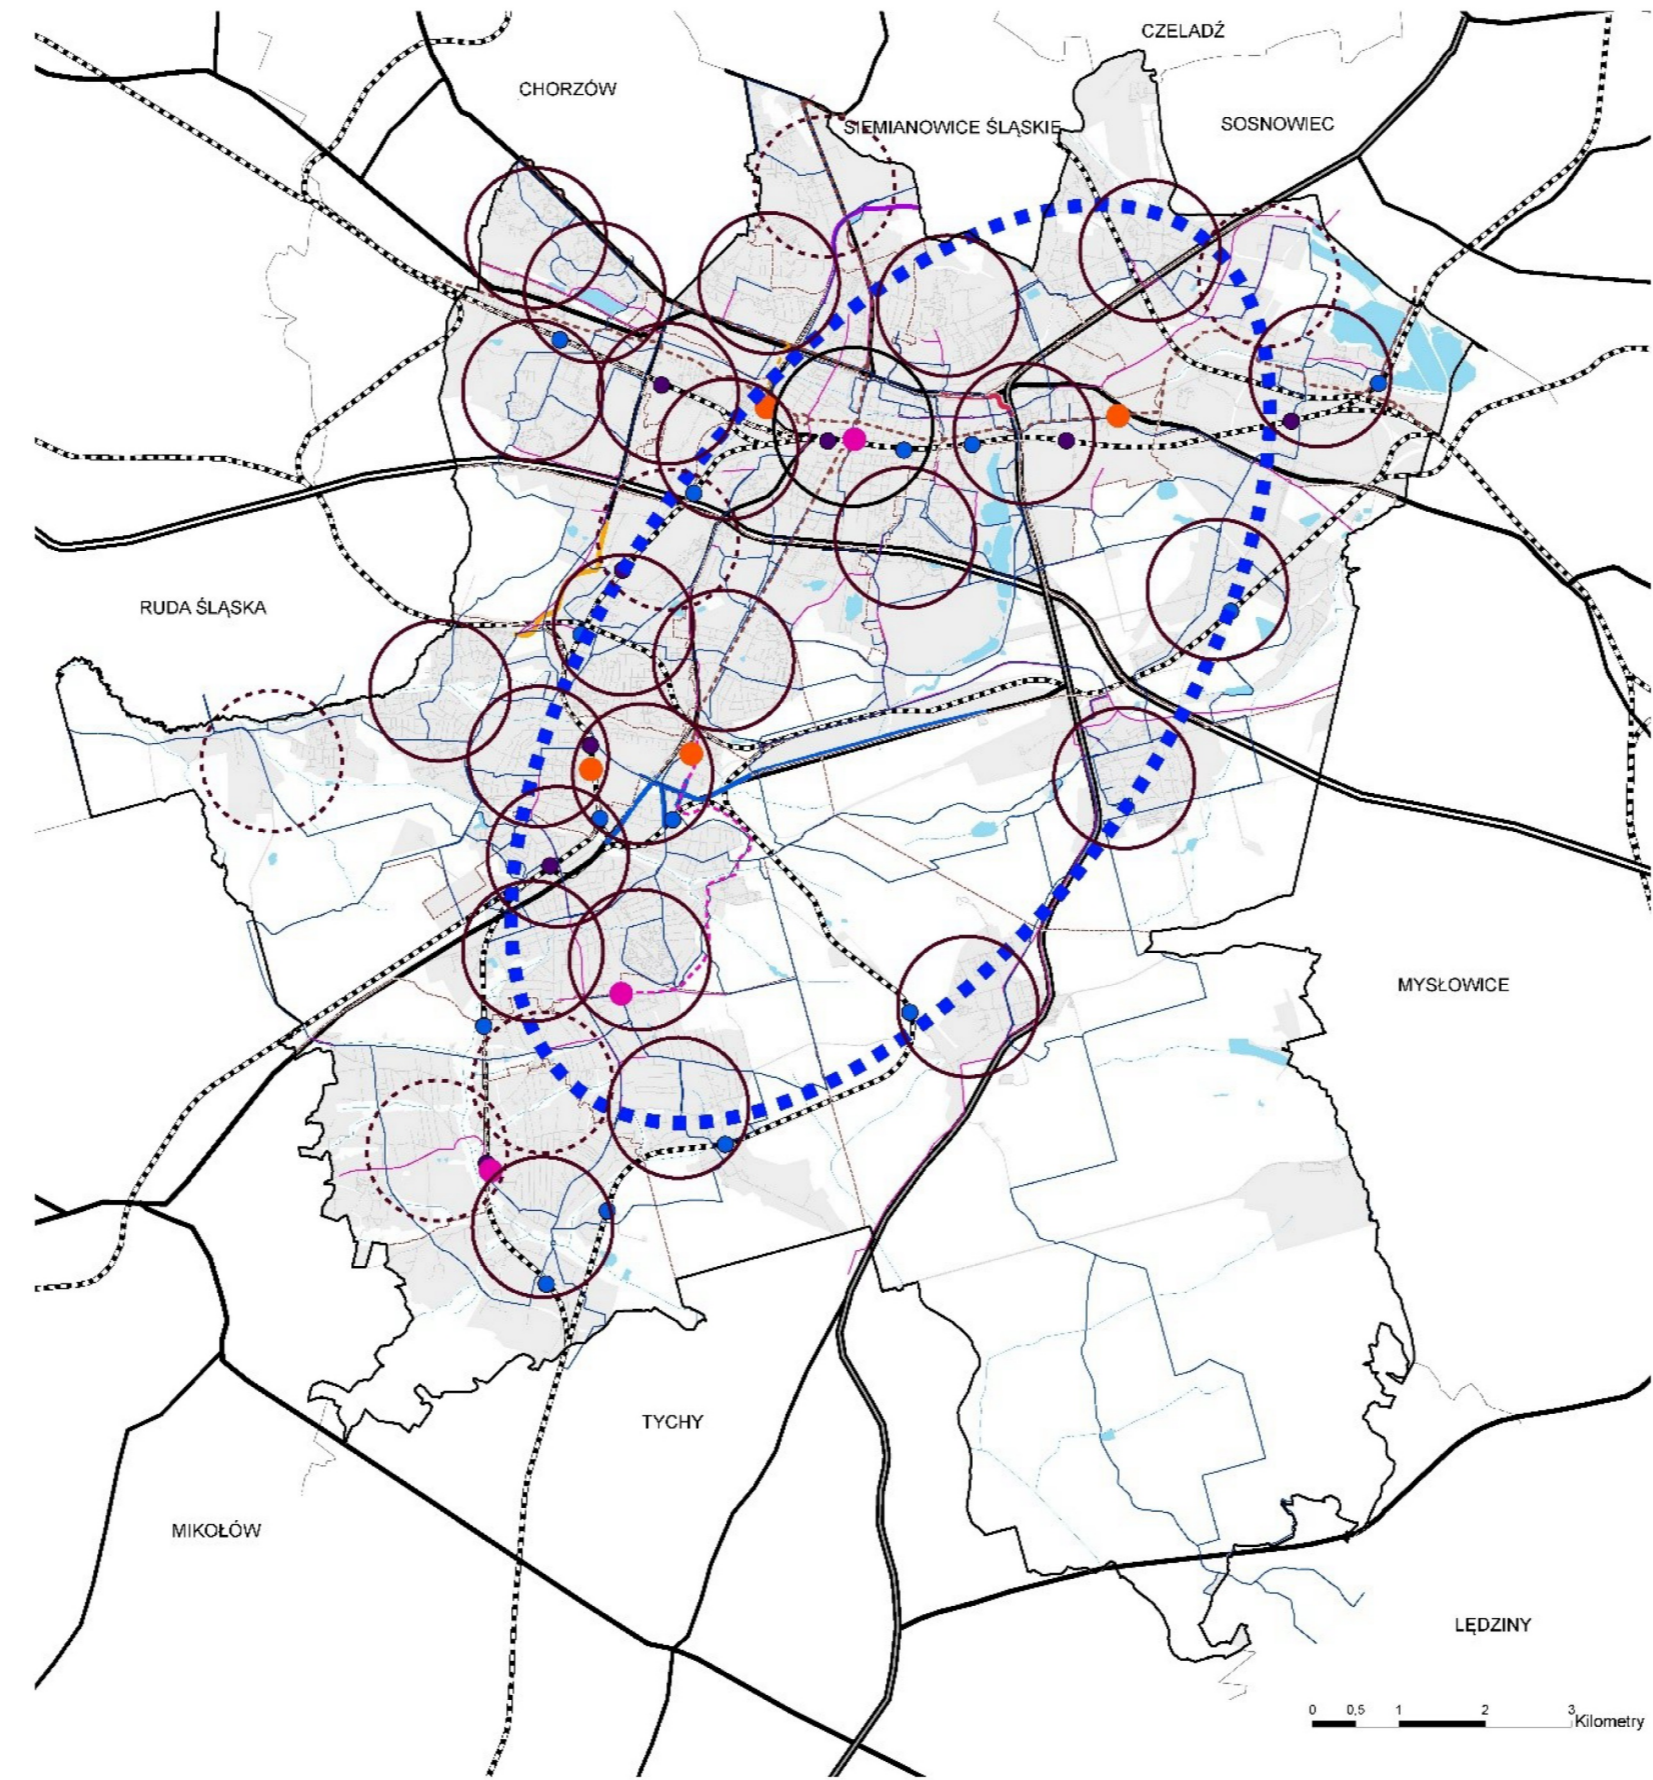 CZELADŹ
CHORZÓW
SIEMIANOWICE ŚLĄSKIE
SOSNOWIEC
RUDA ŚLĄSKA
MYSŁOWICE
TYCHY
MIKOŁÓW
LĘDZINY
0 0,5 1 2 3
Kilometry